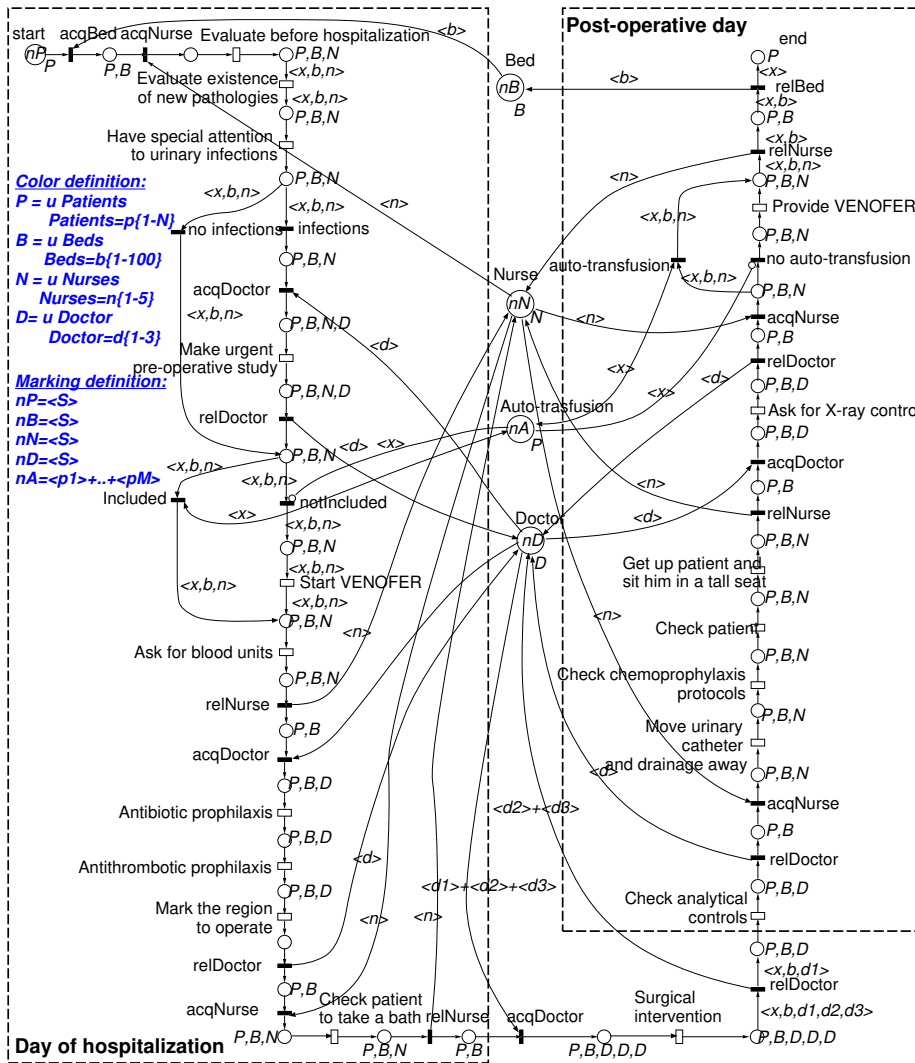 start
acqBed acqNurse
Evaluate before hospitalization
<b>
Post-operative day
nP
P
P,B
P,B,N
<x,b,n>
Bed
nB
B
<b>
end
P
<x>
relBed
<x,b>
P,B
<x,b>
relNurse
<x,b,n>
P,B,N
Evaluate existence
of new pathologies
P,B,N
Have special attention
to urinary infections
P,B,N
<x,b,n>
<x,b,n>
no infections
infections
<n>
<n>
<x,b,n>
Provide VENOFER
P,B,N
auto-transfusion
no auto-transfusion
<x,b,n>
P,B,N
Color definition:
P = u Patients
Patients=p{1-N}
B = u Beds
Beds=b{1-100}
N = u Nurses
Nurses=n{1-5}
D= u Doctor
Doctor=d{1-3}
Marking definition:
nP=<S>
nB=<S>
nN=<S>
nD=<S>
nA=<p1>+..+<pM>
P,B,N
acqDoctor
<x,b,n>
P,B,N,D
Make urgent
pre-operative study
P,B,N,D
relDoctor
<d>
Nurse
nN
N
<n>
acqNurse
P,B
relDoctor
<x>
<x>
<d>
P,B,D
Ask for X-ray control
P,B,D
Auto-trasfusion
nA
P
<d>
<x>
P,B,N
<x,b,n>
<x,b,n>
Included
notIncluded
<x>
<x,b,n>
acqDoctor
P,B
<n>
relNurse
Doctor
nD
D
<d>
P,B,N
P,B,N
<x,b,n>
<x,b,n>
Start VENOFER
<x,b,n>
P,B,N
Get up patient and
sit him in a tall seat
P,B,N
<n>
<n>
Check patient
P,B,N
Ask for blood units
P,B,N
relNurse
P,B
acqDoctor
Check chemoprophylaxis
protocols
P,B,N
Move urinary
catheter
and drainage away
<d>
P,B,N
P,B,D
Antibiotic prophilaxis
P,B,D
Antithrombotic prophilaxis
P,B,D
Mark the region
to operate
relDoctor
P,B
acqNurse
<d>
<n>
<n>
<d2>+<d3>
<d1>+<d2>+<d3>
acqNurse
P,B
relDoctor
P,B,D
Check analytical
controls
P,B,D
<x,b,d1>
relDoctor
<x,b,d1,d2,d3>
P,B,N
Check patient
to take a bath
P,B,N
relNurse
P,B
acqDoctor
P,B,D,D,D
Surgical
intervention
P,B,D,D,D
Day of hospitalization